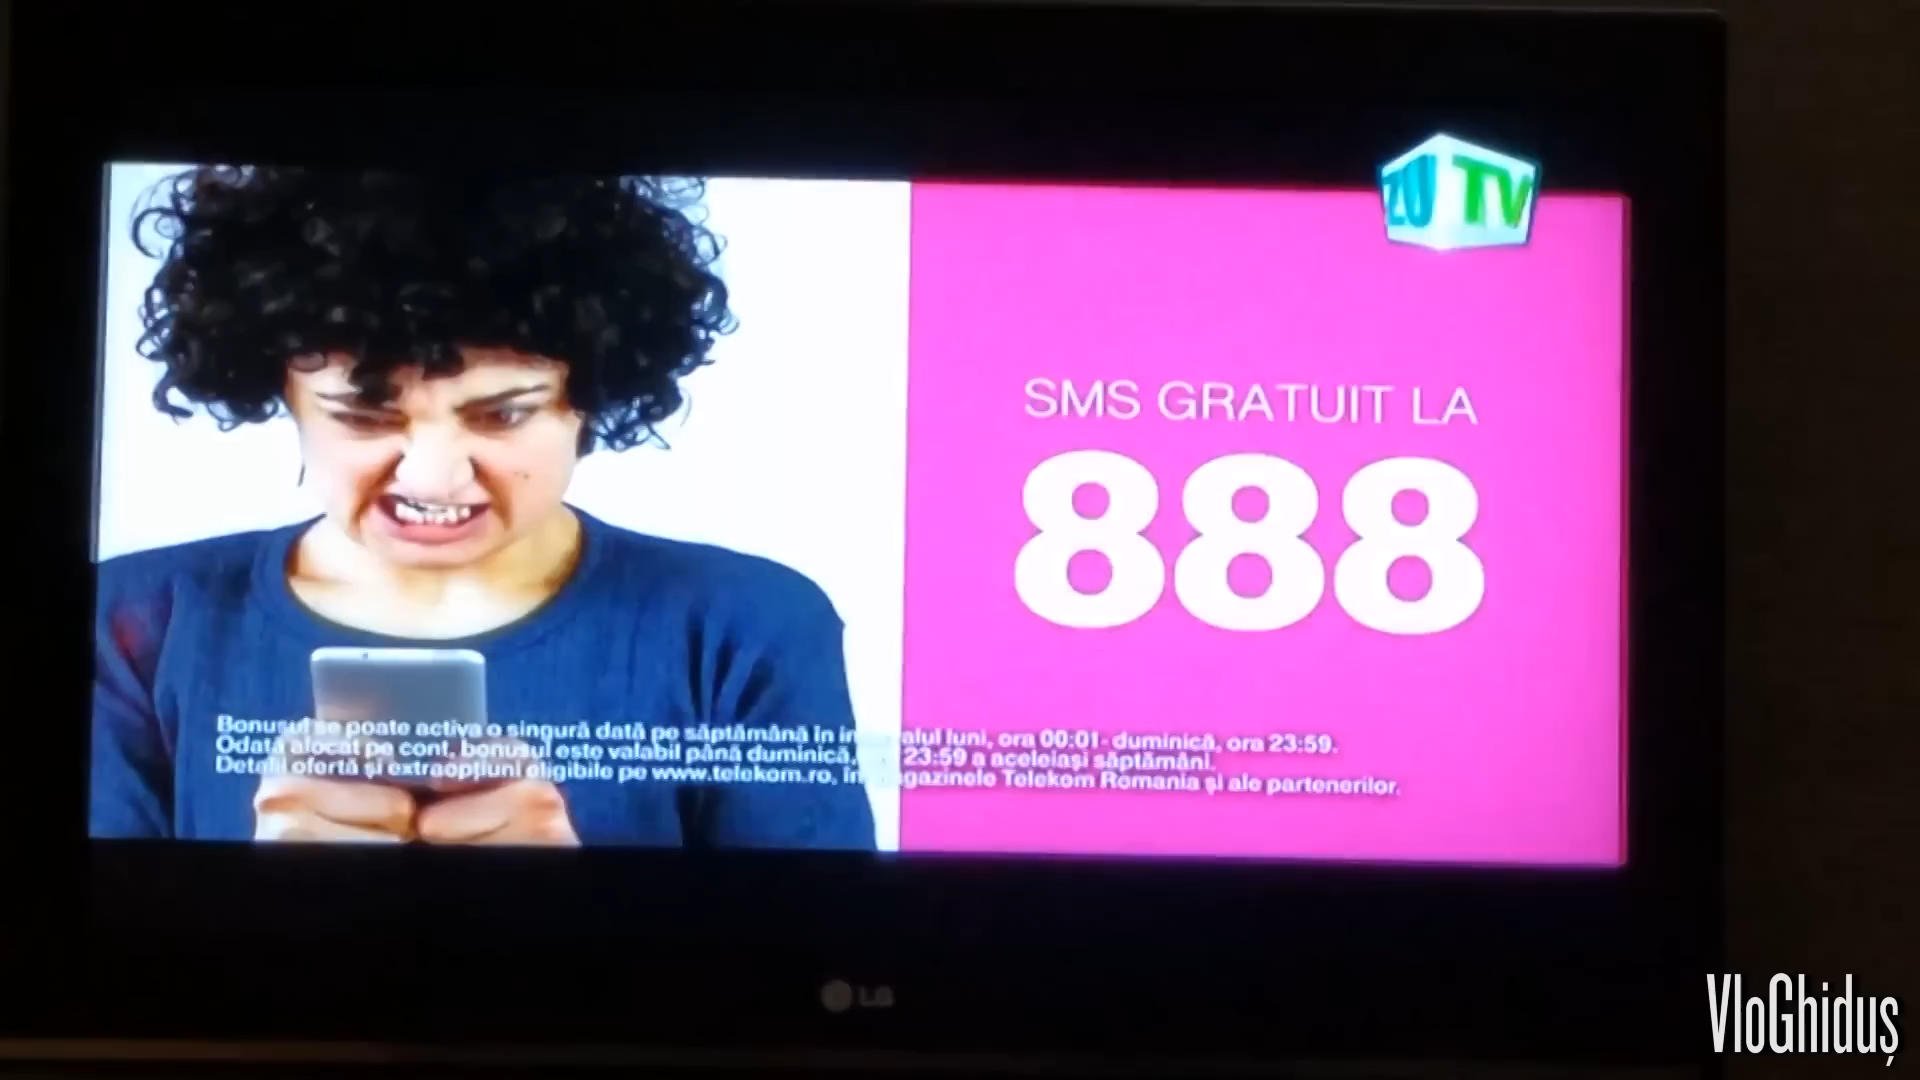 ZU TV
SMS GRATUIT LA
888
Bonusul se poate activa o singură dată pe săptămână în intervalul luni, ora 00:01- duminică, ora 23:59.
Odată alocat pe cont, bonusul este valabil până duminică, 23:59 a aceleiași săptămâni.
Detalii ofertă și extraopțiuni eligibile pe www.telekom.ro, în magazinele Telekom Romania și ale partenerilor.
LG
VloGhiduș